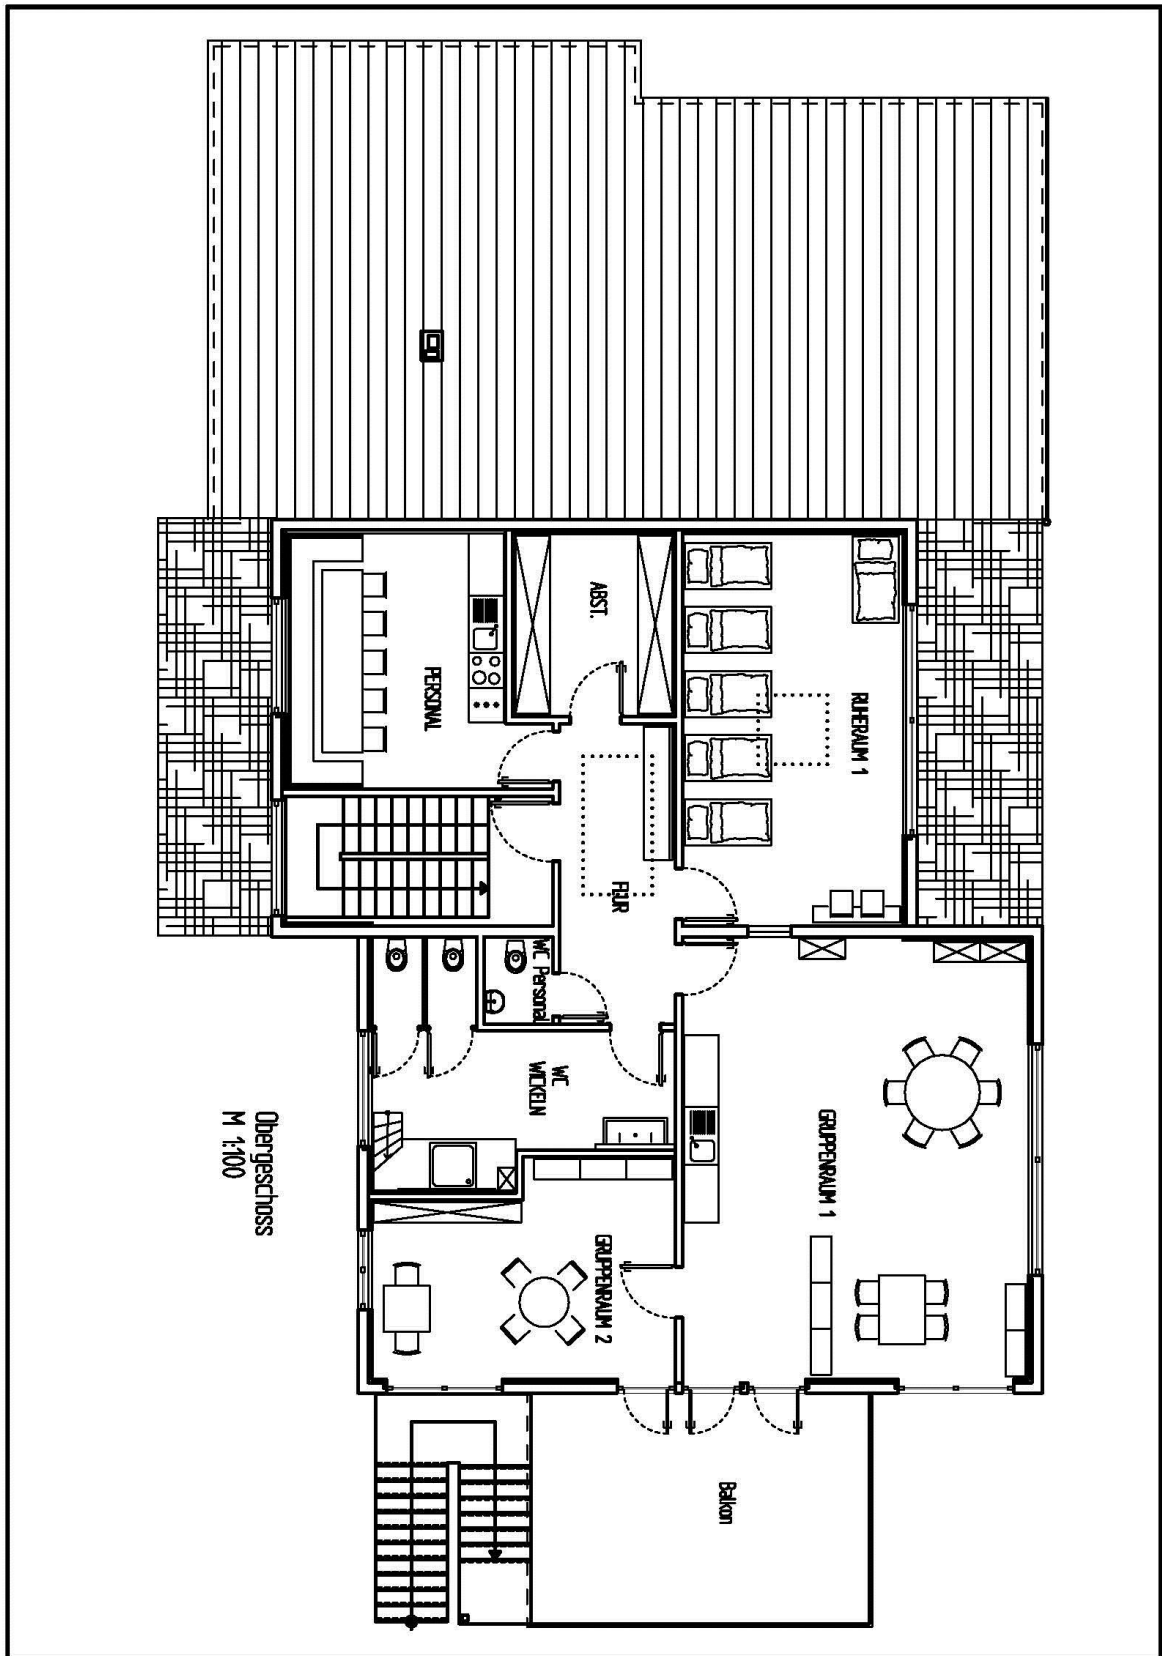 RUHERAUM 1
ABST.
PERSONAL
FLUR
WC Personal
WC
WICKELN
GRUPPENRAUM 1
GRUPPENRAUM 2
Balkon
Obergeschoss
M 1:100